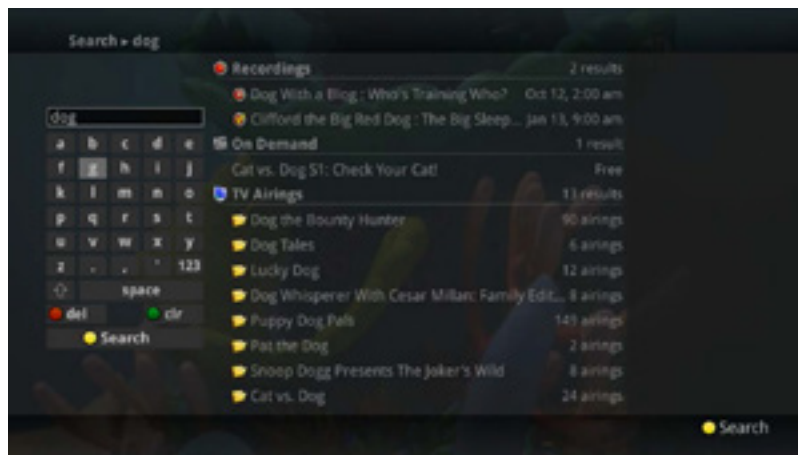 Search ▸ dog
Recordings 2 results
Dog With a Blog : Who's Training Who? Oct 12, 2:00 am
Clifford the Big Red Dog : The Big Sleep... Jan 13, 9:00 am
On Demand 1 result
Cat vs. Dog S1: Check Your Cat! Free
TV Airings 13 results
Dog the Bounty Hunter 90 airings
Dog Tales 6 airings
Lucky Dog 12 airings
Dog Whisperer With Cesar Millan: Family Edit... 8 airings
Puppy Dog Pals 149 airings
Pat the Dog 2 airings
Snoop Dogg Presents The Joker's Wild 8 airings
Cat vs. Dog 24 airings
dog
a b c d e
f g h i j
k l m n o
p q r s t
u v w x y
z . , ' 123
space
del clr
Search
Search